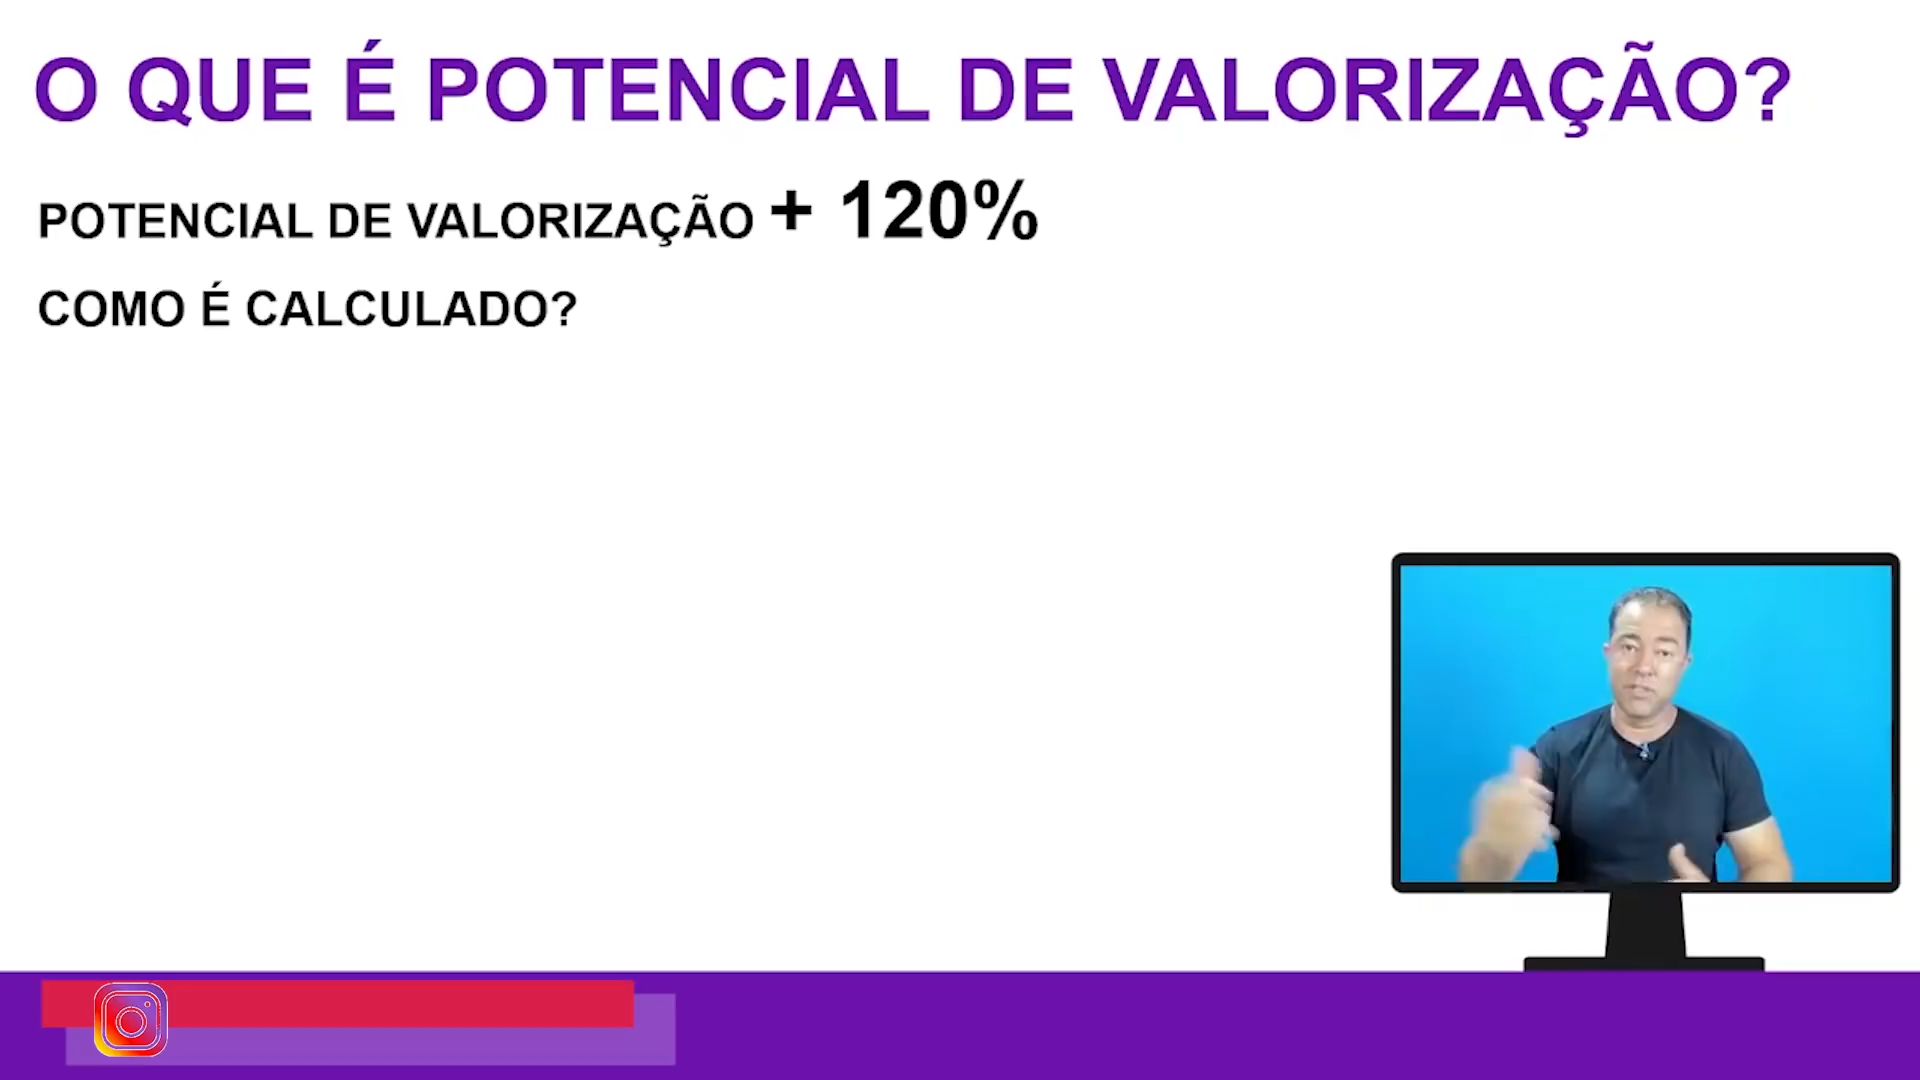 O QUE É POTENCIAL DE VALORIZAÇÃO?
POTENCIAL DE VALORIZAÇÃO + 120%
COMO É CALCULADO?